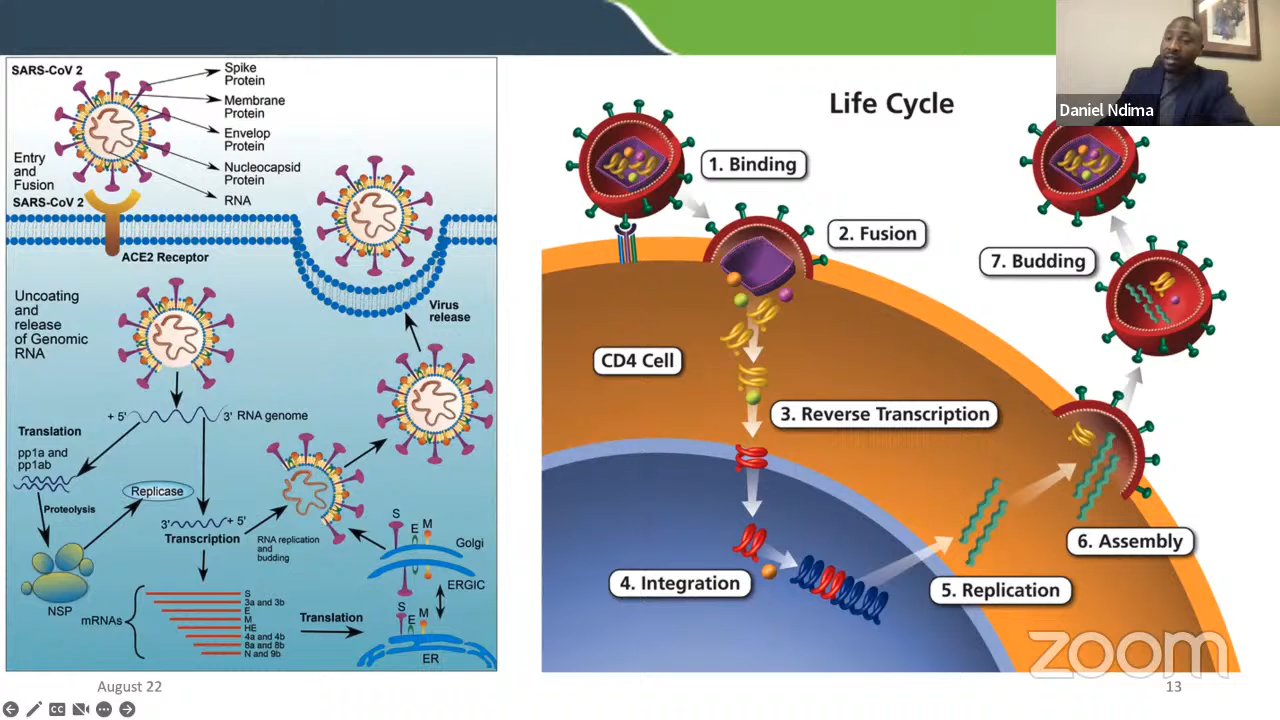 SARS-CoV 2
Spike
Protein
Membrane
Protein
Envelop
Protein
Nucleocapsid
Protein
RNA
Entry
and
Fusion
SARS-CoV 2
ACE2 Receptor
Uncoating
and
release
of Genomic
RNA
Virus
release
+ 5' 3' RNA genome
Translation
pp1a and
pp1ab
Proteolysis
Replicase
NSP
3' + 5'
Transcription
RNA replication
and
budding
mRNAs
S
3a and 3b
E
M
HE
4a and 4b
8a and 8b
N and 9b
Translation
S E M
Golgi
ERGIC
S E M
ER
Life Cycle
1. Binding
2. Fusion
CD4 Cell
3. Reverse Transcription
4. Integration
5. Replication
6. Assembly
7. Budding
Daniel Ndima
zoom
August 22
13
CC